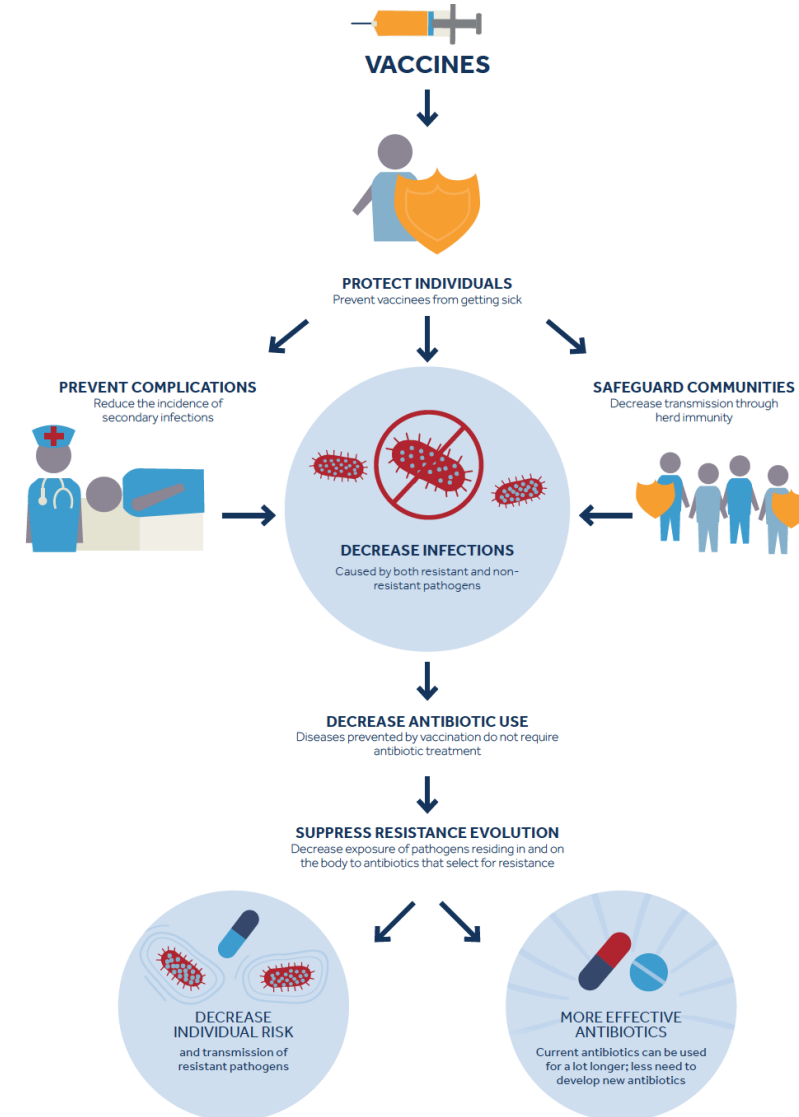 VACCINES
PROTECT INDIVIDUALS
Prevent vaccinees from getting sick
PREVENT COMPLICATIONS
Reduce the incidence of
secondary infections
SAFEGUARD COMMUNITIES
Decrease transmission through
herd immunity
DECREASE INFECTIONS
Caused by both resistant and non-
resistant pathogens
DECREASE ANTIBIOTIC USE
Diseases prevented by vaccination do not require
antibiotic treatment
SUPPRESS RESISTANCE EVOLUTION
Decrease exposure of pathogens residing in and on
the body to antibiotics that select for resistance
DECREASE
INDIVIDUAL RISK
and transmission of
resistant pathogens
MORE EFFECTIVE
ANTIBIOTICS
Current antibiotics can be used
for a lot longer; less need to
develop new antibiotics